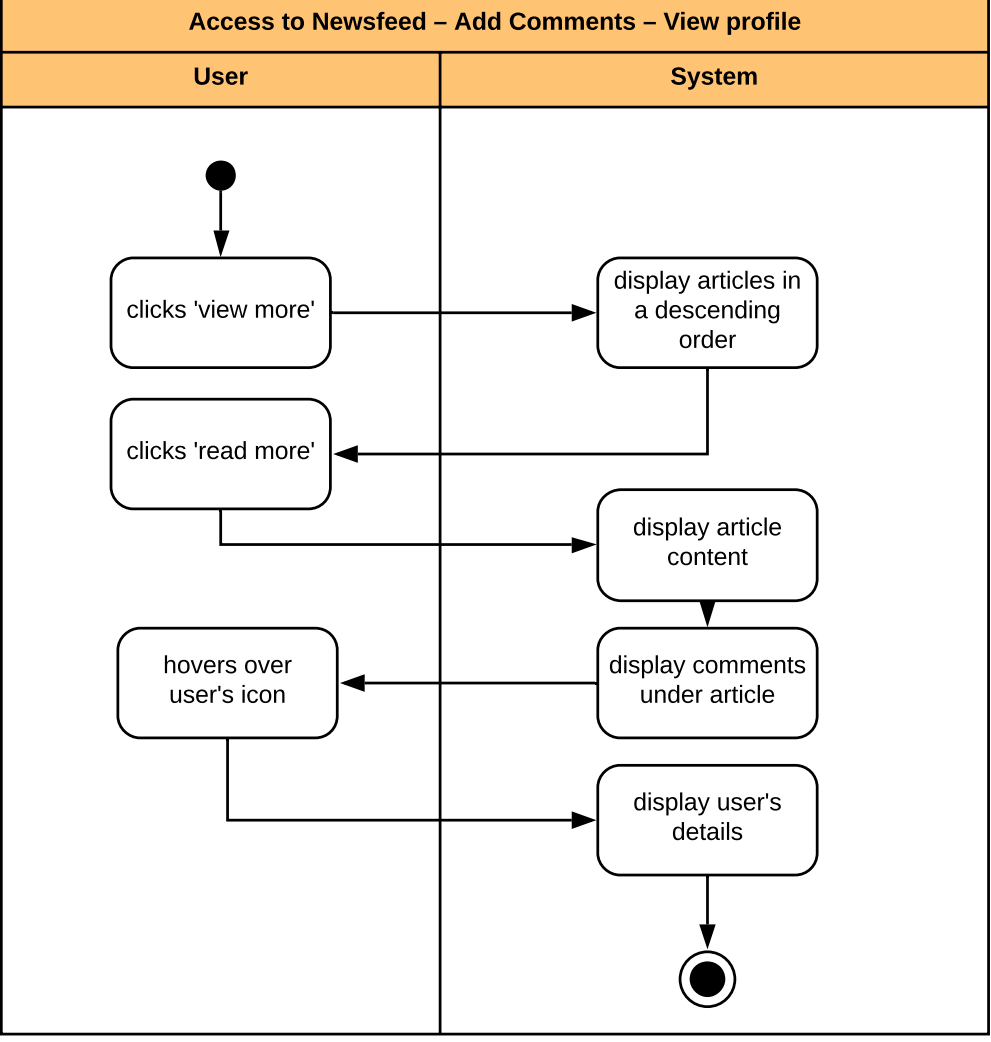 Access to Newsfeed – Add Comments – View profile
User
System
clicks 'view more'
display articles in
a descending
order
clicks 'read more'
display article
content
display comments
under article
hovers over
user's icon
display user's
details